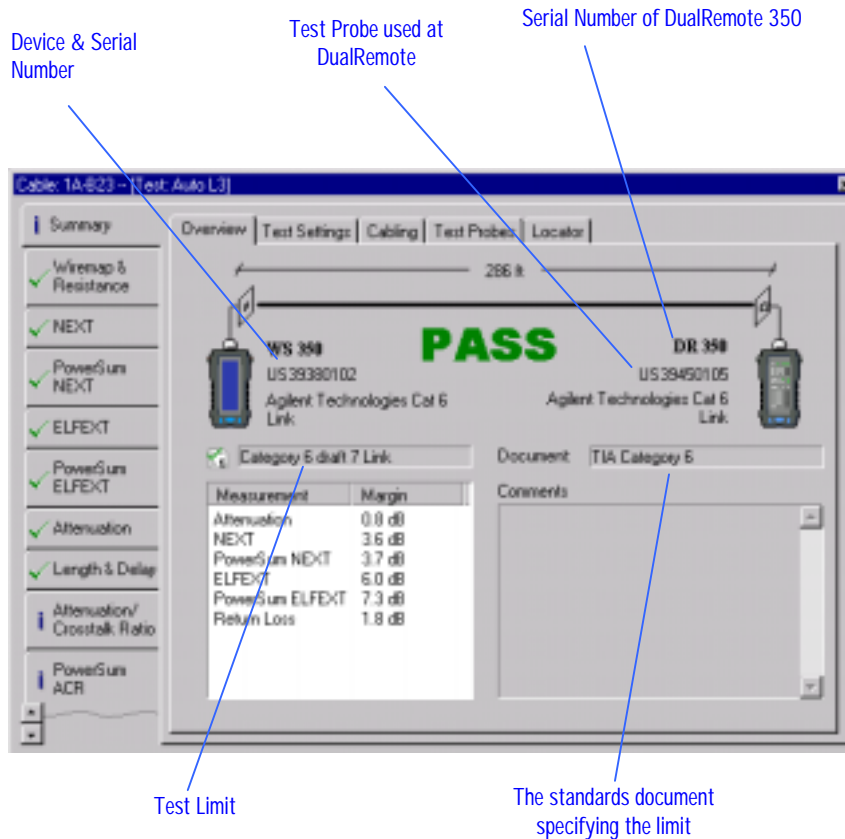 Device & Serial
Number
Test Probe used at
DualRemote
Serial Number of DualRemote 350
Cable: 1A-B23 -- [Test: Auto L3]
Summary
Wiremap &
Resistance
NEXT
PowerSum
NEXT
ELFEXT
PowerSum
ELFEXT
Attenuation
Length & Delay
Attenuation/
Crosstalk Ratio
PowerSum
ACR
Overview
Test Settings
Cabling
Test Probes
Locator
286 ft
PASS
WS 350
US39380102
Agilent Technologies Cat 6
Link
DR 350
US39450105
Agilent Technologies Cat 6
Link
Category 6 draft 7 Link
Document
TIA Category 6
Measurement Margin
Attenuation 0.8 dB
NEXT 3.6 dB
PowerSum NEXT 3.7 dB
ELFEXT 6.0 dB
PowerSum ELFEXT 7.3 dB
Return Loss 1.8 dB
Comments
Test Limit
The standards document
specifying the limit